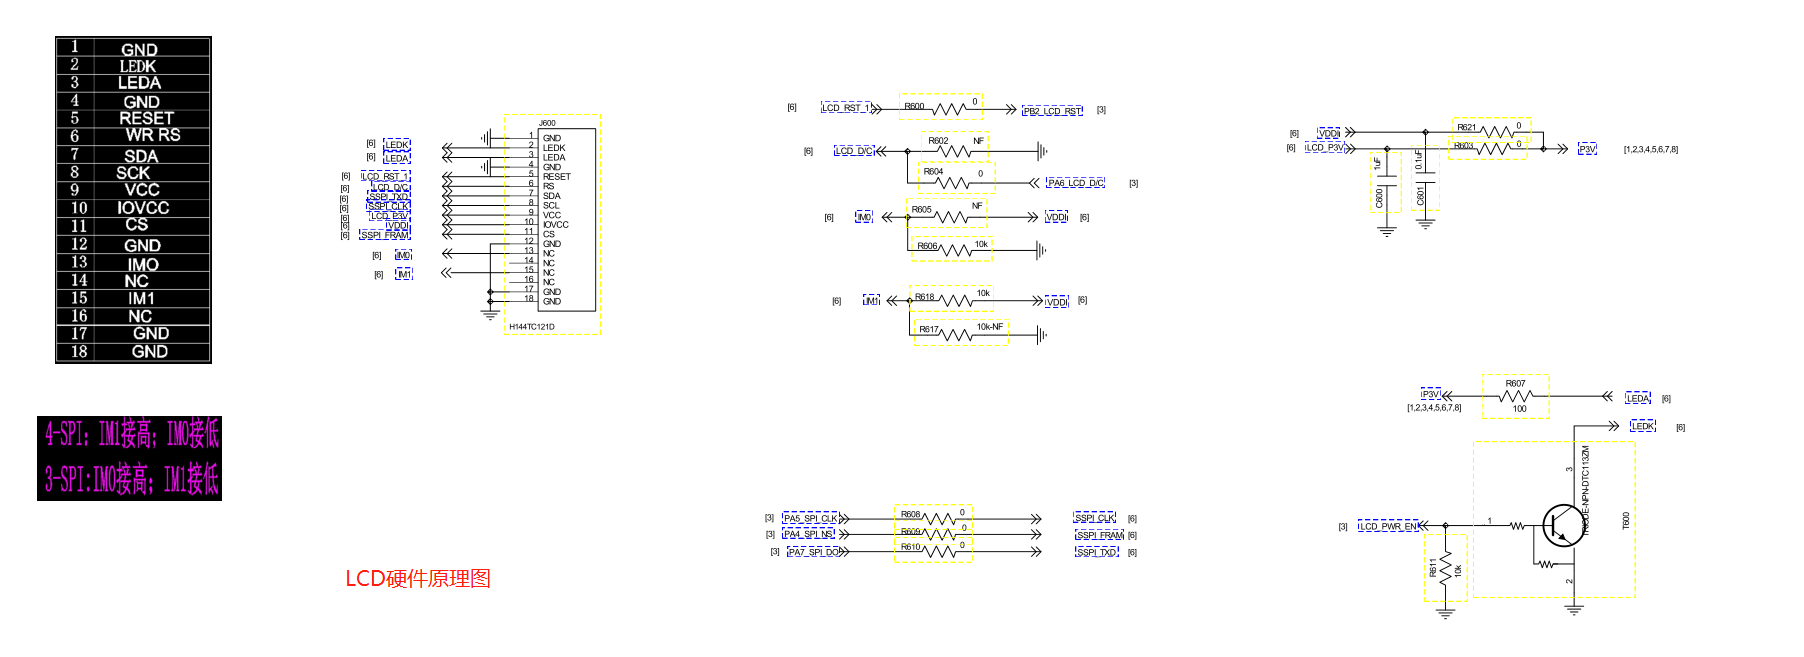 1 GND
2 LEDK
3 LEDA
4 GND
5 RESET
6 WR RS
7 SDA
8 SCK
9 VCC
10 IOVCC
11 CS
12 GND
13 IMO
14 NC
15 IM1
16 NC
17 GND
18 GND
4-SPI: IM1接高; IM0接低
3-SPI:IM0接高; IM1接低
J600
[6] LEDK
[6] LEDA
[6] LCD_RST_1
[6] LCD_D/C
[6] SSPI_TXD
[6] SSPI_CLK
[6] LCD_P3V
[6] VDDI
[6] SSPI_FRAM
[6] IM0
[6] IM1
1 GND
2 LEDK
3 LEDA
4 GND
5 RESET
6 RS
7 SDA
8 SCL
9 VCC
10 IOVCC
11 CS
12 GND
13 NC
14 NC
15 NC
16 NC
17 GND
18 GND
H144TC121D
LCD硬件原理图
[6] LCD_RST_1 R600 0 PB2_LCD_RST [3]
R602 NF
[6] LCD_D/C
R604 0 PA6_LCD_D/C [3]
R605 NF
[6] IM0 VDDI [6]
R606 10k
[6] IM1 R618 10k VDDI [6]
R617 10k-NF
[3] PA5_SPI_CLK R608 0 SSPI_CLK [6]
[3] PA4_SPI_NS R609 0 SSPI_FRAM [6]
[3] PA7_SPI_DO R610 0 SSPI_TXD [6]
[6] VDDI R621 0
[6] LCD_P3V R603 0 P3V [1,2,3,4,5,6,7,8]
1uF
C600
0.11uF
C601
R607
P3V 100 LEDA [6]
[1,2,3,4,5,6,7,8]
LEDK [6]
3
TRIODE-NPN-DTC113ZM
T600
[3] LCD_PWR_EN 1
R611
10k
2